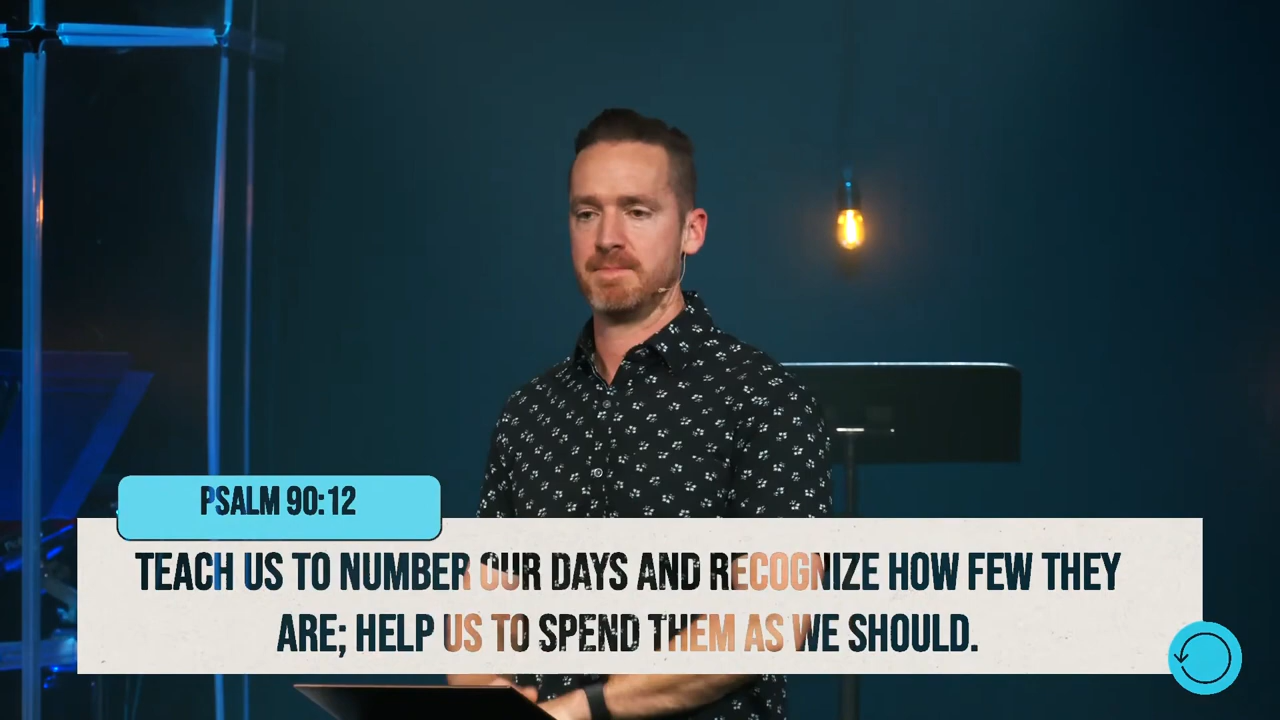 PSALM 90:12
TEACH US TO NUMBER OUR DAYS AND RECOGNIZE HOW FEW THEY
ARE; HELP US TO SPEND THEM AS WE SHOULD.